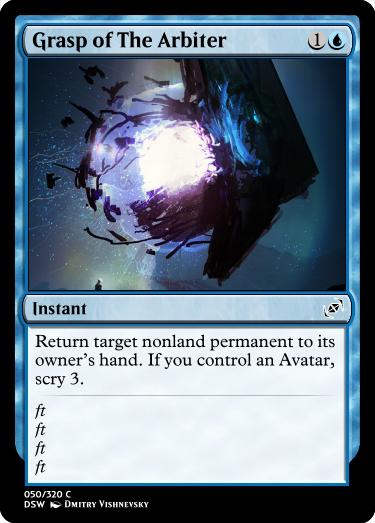 Grasp of The Arbiter 1
Instant
Return target nonland permanent to its
owner's hand. If you control an Avatar,
scry 3.
ft
ft
ft
ft
050/320 C
DSW Dmitry Vishnevsky